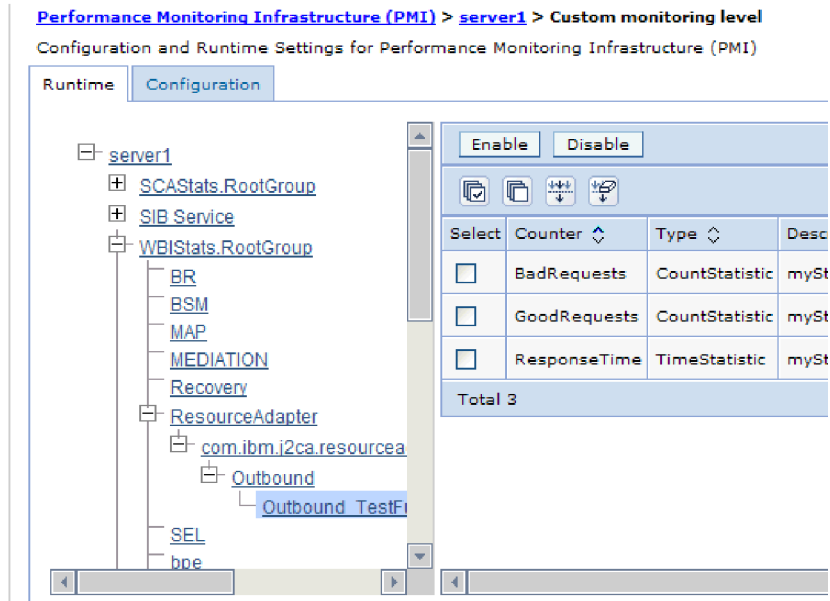 Performance Monitoring Infrastructure (PMI) > server1 > Custom monitoring level
Configuration and Runtime Settings for Performance Monitoring Infrastructure (PMI)
Runtime Configuration
server1
SCAStats.RootGroup
SIB Service
WBIStats.RootGroup
BR
BSM
MAP
MEDIATION
Recovery
ResourceAdapter
com.ibm.j2ca.resourcea
Outbound
Outbound_TestFu
SEL
bpe
Enable Disable
Select Counter Type Desc
BadRequests CountStatistic mySt
GoodRequests CountStatistic mySt
ResponseTime TimeStatistic mySt
Total 3